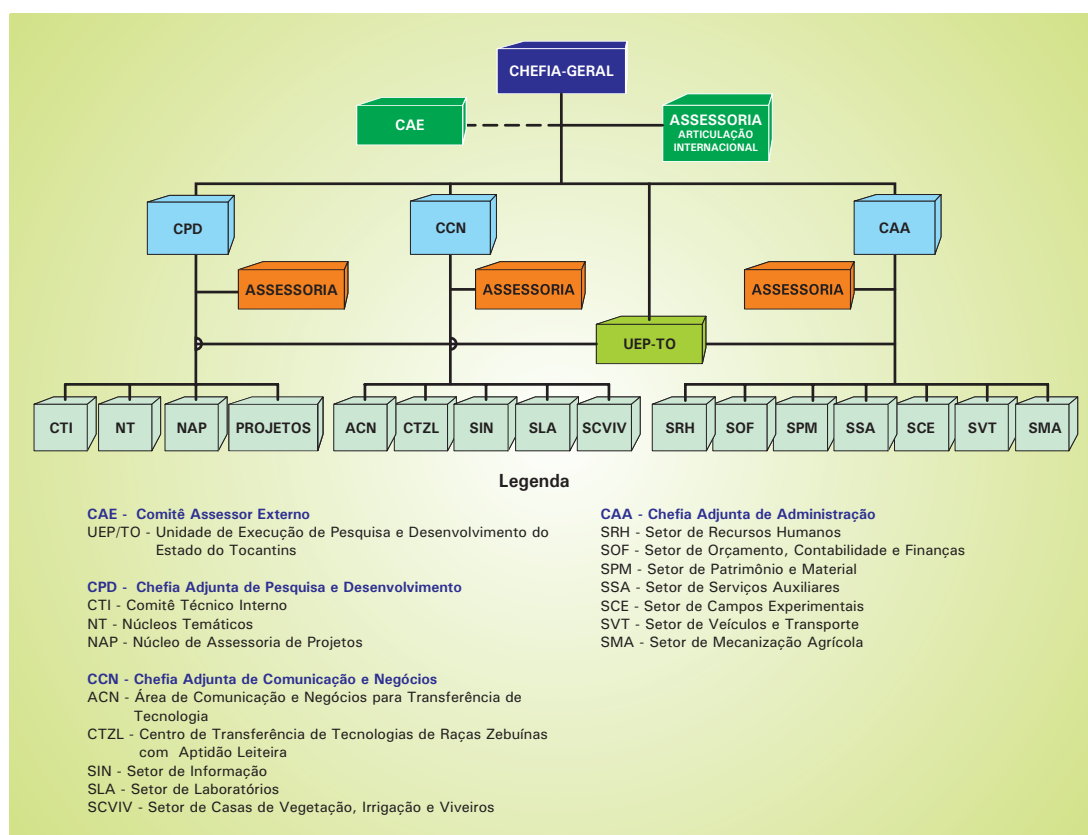 CHEFIA-GERAL
CAE
ASSESSORIA
ARTICULAÇÃO
INTERNACIONAL
CPD
CCN
CAA
ASSESSORIA
ASSESSORIA
ASSESSORIA
UEP-TO
CTI
NT
NAP
PROJETOS
ACN
CTZL
SIN
SLA
SCVIV
SRH
SOF
SPM
SSA
SCE
SVT
SMA
Legenda
CAE - Comitê Assessor Externo
UEP/TO - Unidade de Execução de Pesquisa e Desenvolvimento do
Estado do Tocantins
CPD - Chefia Adjunta de Pesquisa e Desenvolvimento
CTI - Comitê Técnico Interno
NT - Núcleos Temáticos
NAP - Núcleo de Assessoria de Projetos
CCN - Chefia Adjunta de Comunicação e Negócios
ACN - Área de Comunicação e Negócios para Transferência de
Tecnologia
CTZL - Centro de Transferência de Tecnologias de Raças Zebuínas
com Aptidão Leiteira
SIN - Setor de Informação
SLA - Setor de Laboratórios
SCVIV - Setor de Casas de Vegetação, Irrigação e Viveiros
CAA - Chefia Adjunta de Administração
SRH - Setor de Recursos Humanos
SOF - Setor de Orçamento, Contabilidade e Finanças
SPM - Setor de Patrimônio e Material
SSA - Setor de Serviços Auxiliares
SCE - Setor de Campos Experimentais
SVT - Setor de Veículos e Transporte
SMA - Setor de Mecanização Agrícola